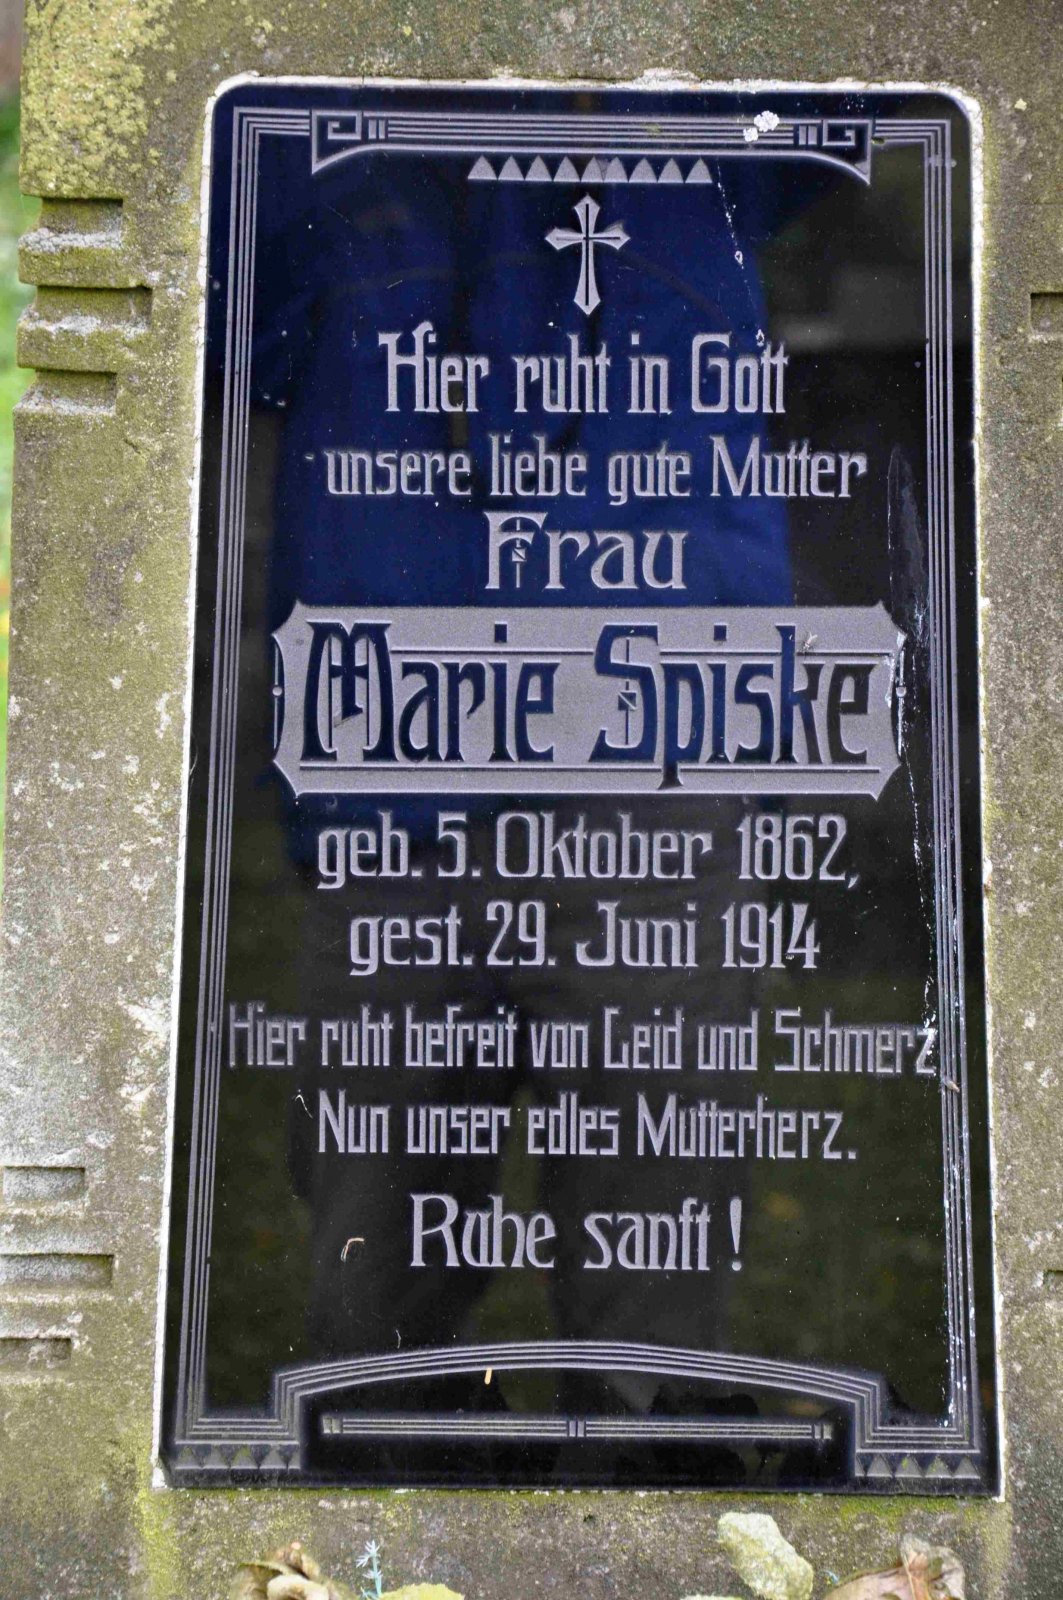 Hier ruht in Gott
unsere liebe gute Mutter
Frau
Marie Spiske
geb. 5. Oktober 1862,
gest. 29. Juni 1914
Hier ruht befreit von Leid und Schmerz
Nun unser edles Mutterherz.
Ruhe sanft!